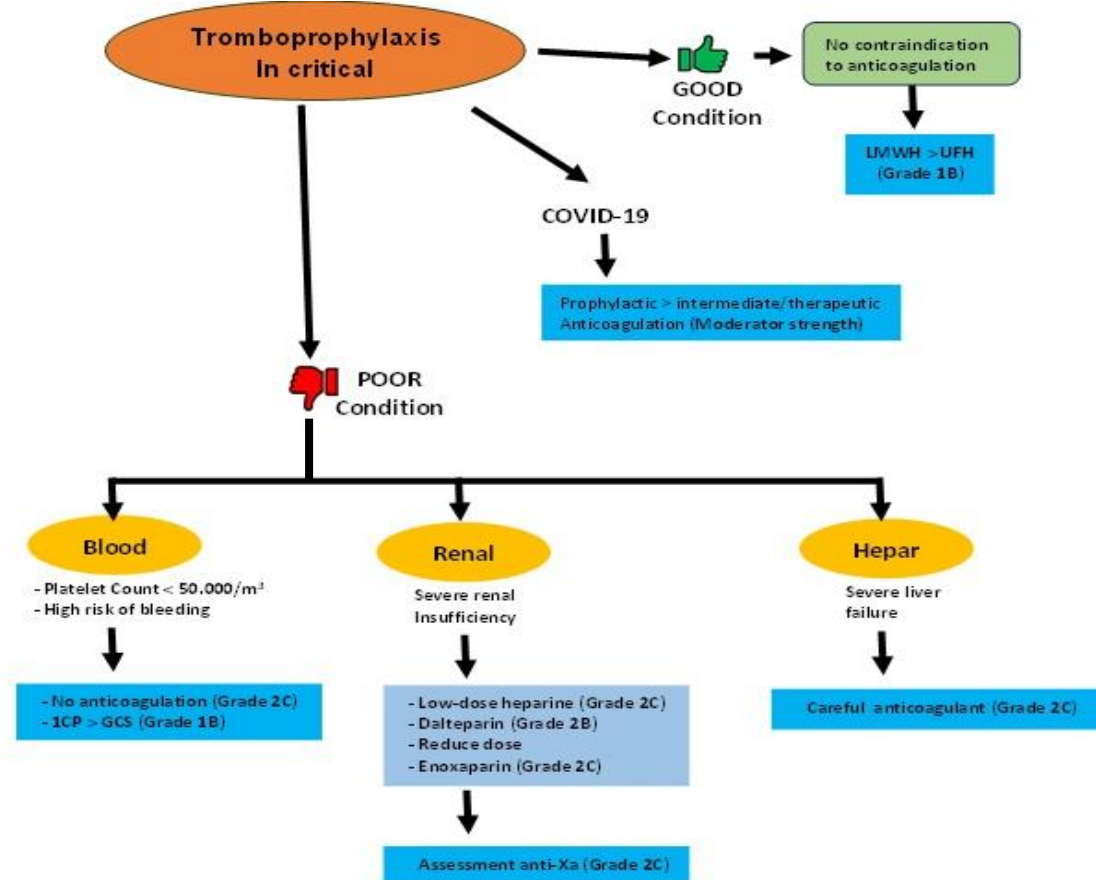 Tromboprophylaxis
In critical
GOOD
Condition
No contraindication
to anticoagulation
LMWH >UFH
(Grade 1B)
COVID-19
Prophylactic > intermediate/therapeutic
Anticoagulation (Moderator strength)
POOR
Condition
Blood
- Platelet Count < 50.000/m³
- High risk of bleeding
- No anticoagulation (Grade 2C)
- 1CP > GCS (Grade 1B)
Renal
Severe renal
Insufficiency
- Low-dose heparine (Grade 2C)
- Dalteparin (Grade 2B)
- Reduce dose
- Enoxaparin (Grade 2C)
Assessment anti-Xa (Grade 2C)
Hepar
Severe liver
failure
Careful anticoagulant (Grade 2C)